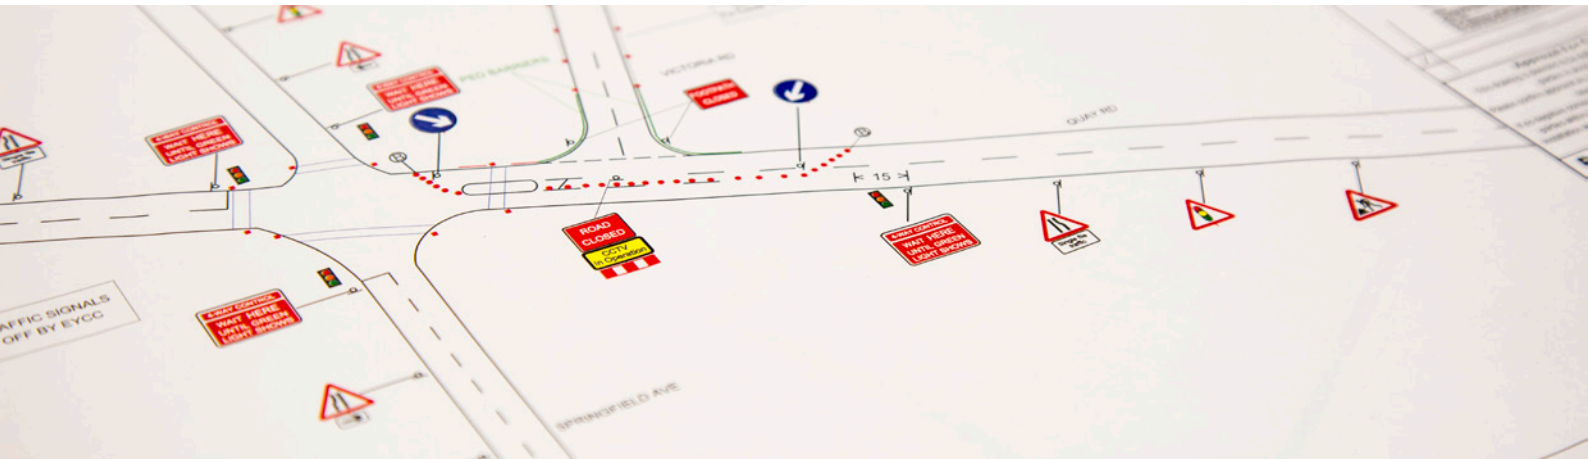 4-WAY CONTROL
WAIT HERE
UNTIL GREEN
LIGHT SHOWS
PED BARRIERS
VICTORIA RD
FOOTWAY
CLOSED
QUAY RD
4-WAY CONTROL
WAIT HERE
UNTIL GREEN
LIGHT SHOWS
15
ROAD
CLOSED
CCTV
In Operation
4-WAY CONTROL
WAIT HERE
UNTIL GREEN
LIGHT SHOWS
Single file
traffic
AFFIC SIGNALS
OFF BY EYCC
4-WAY CONTROL
WAIT HERE
UNTIL GREEN
LIGHT SHOWS
SPRINGFIELD AVE